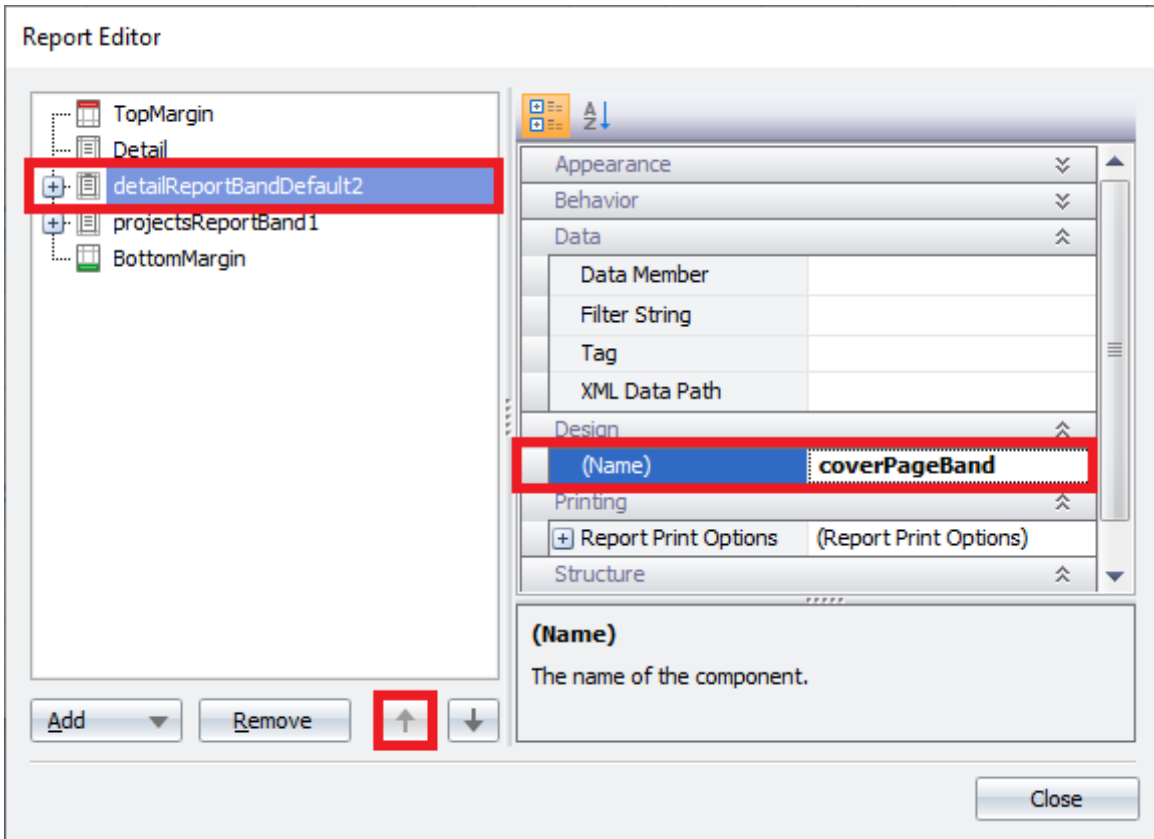 Report Editor
TopMargin
Detail
detailReportBandDefault2
projectsReportBand1
BottomMargin
Add
Remove
A
Z
Appearance
Behavior
Data
Data Member
Filter String
Tag
XML Data Path
Design
(Name) coverPageBand
Printing
Report Print Options (Report Print Options)
Structure
(Name)
The name of the component.
Close